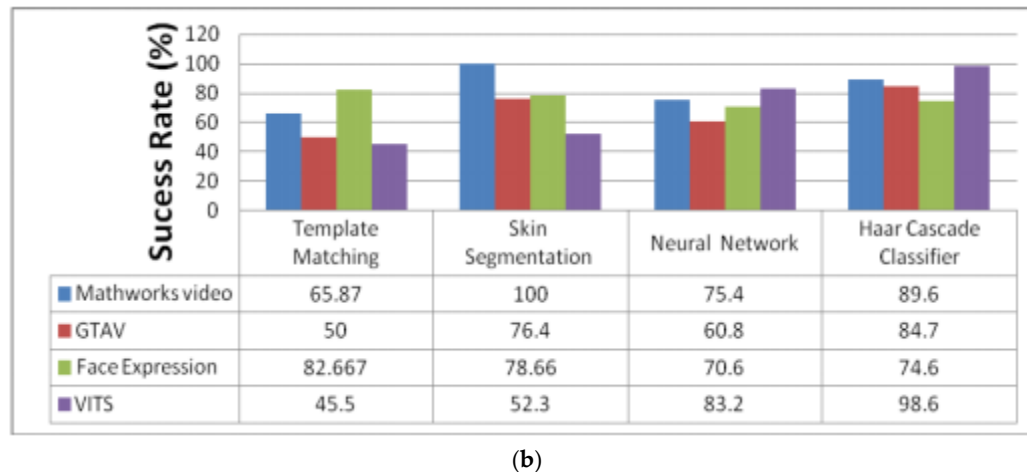 Sucess Rate (%)
120
100
80
60
40
20
0
Template Matching
Skin Segmentation
Neural Network
Haar Cascade Classifier
Mathworks video 65.87 100 75.4 89.6
GTAV 50 76.4 60.8 84.7
Face Expression 82.667 78.66 70.6 74.6
VITS 45.5 52.3 83.2 98.6
(b)